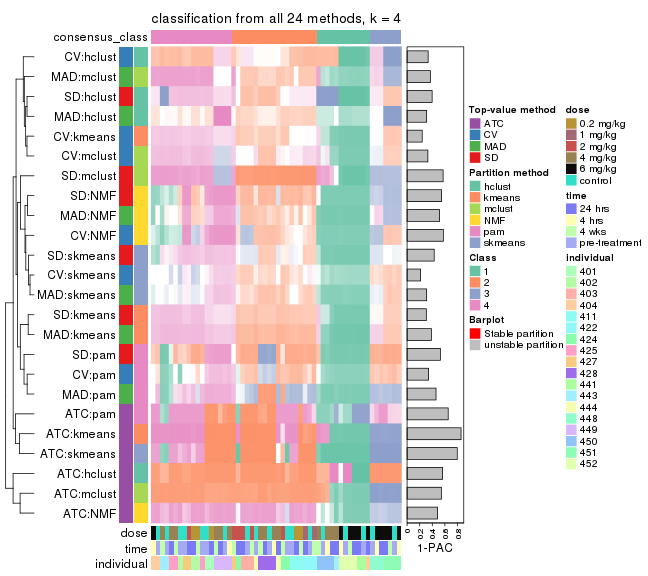 classification from all 24 methods, k = 4
consensus_class
CV:hclust
MAD:mclust
SD:hclust
MAD:hclust
CV:kmeans
CV:mclust
SD:mclust
SD:NMF
MAD:NMF
CV:NMF
SD:skmeans
CV:skmeans
MAD:skmeans
SD:kmeans
MAD:kmeans
SD:pam
CV:pam
MAD:pam
ATC:pam
ATC:kmeans
ATC:skmeans
ATC:hclust
ATC:mclust
ATC:NMF
dose
time
individual
0
0.2
0.4
0.6
0.8
1-PAC
Top-value method
ATC
CV
MAD
SD
Partition method
hclust
kmeans
mclust
NMF
pam
skmeans
Class
1
2
3
4
Barplot
Stable partition
unstable partition
dose
0.2 mg/kg
1 mg/kg
2 mg/kg
4 mg/kg
6 mg/kg
control
time
24 hrs
4 hrs
4 wks
pre-treatment
individual
401
402
403
404
411
422
424
425
427
428
441
443
444
448
449
450
451
452